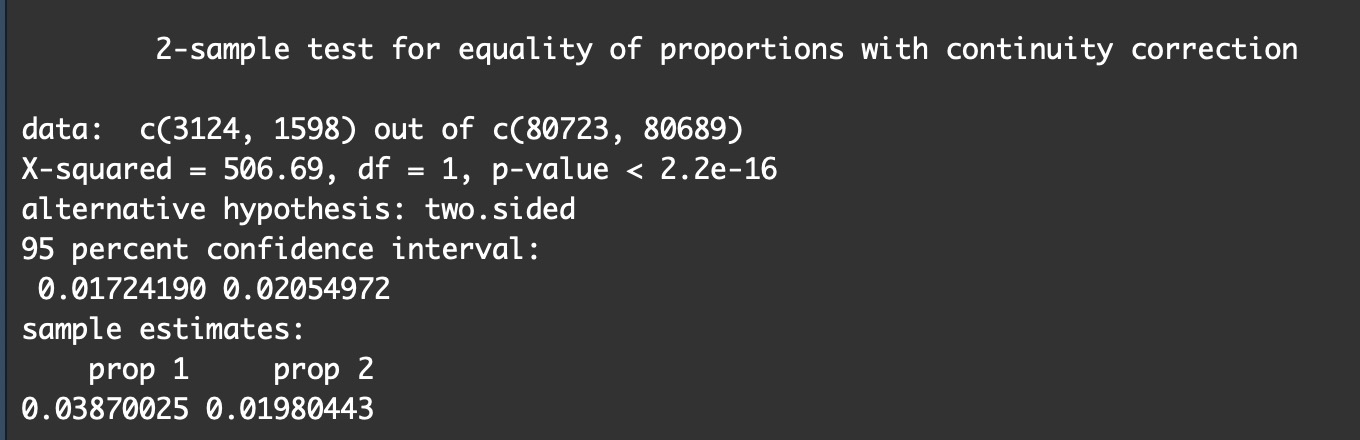 2-sample test for equality of proportions with continuity correction
data: c(3124, 1598) out of c(80723, 80689)
X-squared = 506.69, df = 1, p-value < 2.2e-16
alternative hypothesis: two.sided
95 percent confidence interval:
0.01724190 0.02054972
sample estimates:
prop 1 prop 2
0.03870025 0.01980443